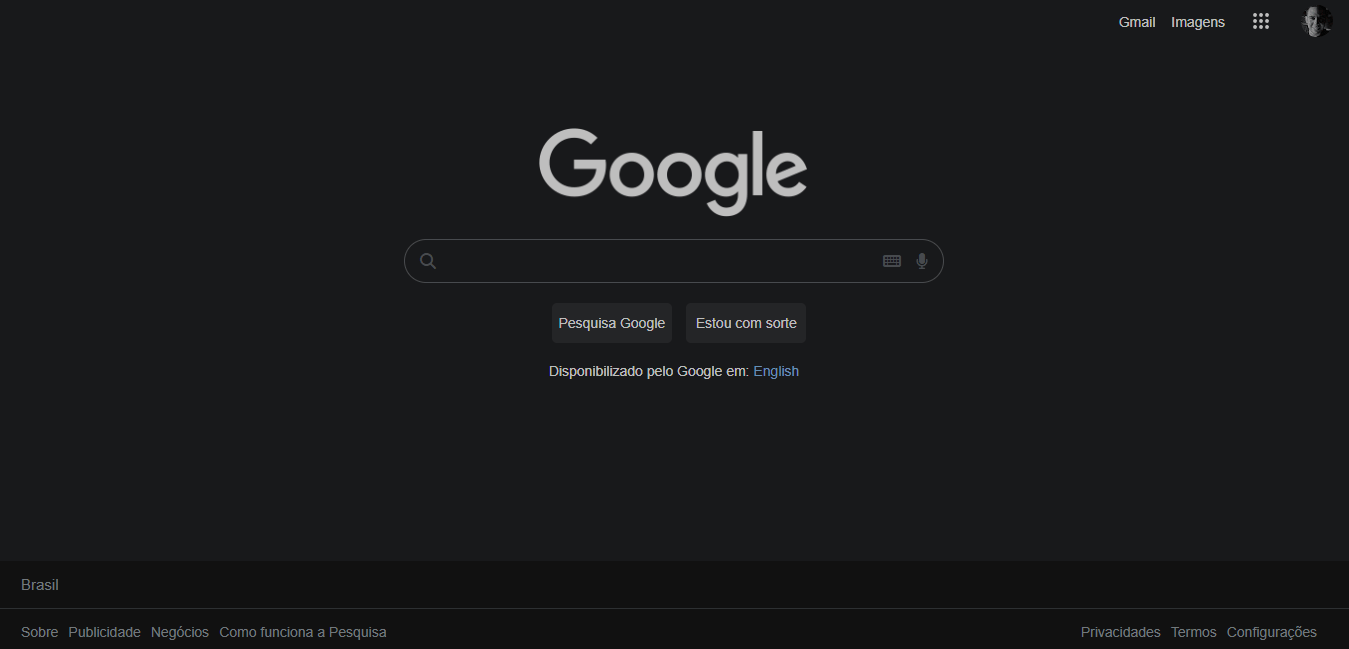 Gmail Imagens
Google
Pesquisa Google Estou com sorte
Disponibilizado pelo Google em: English
Brasil
Sobre Publicidade Negócios Como funciona a Pesquisa Privacidades Termos Configurações